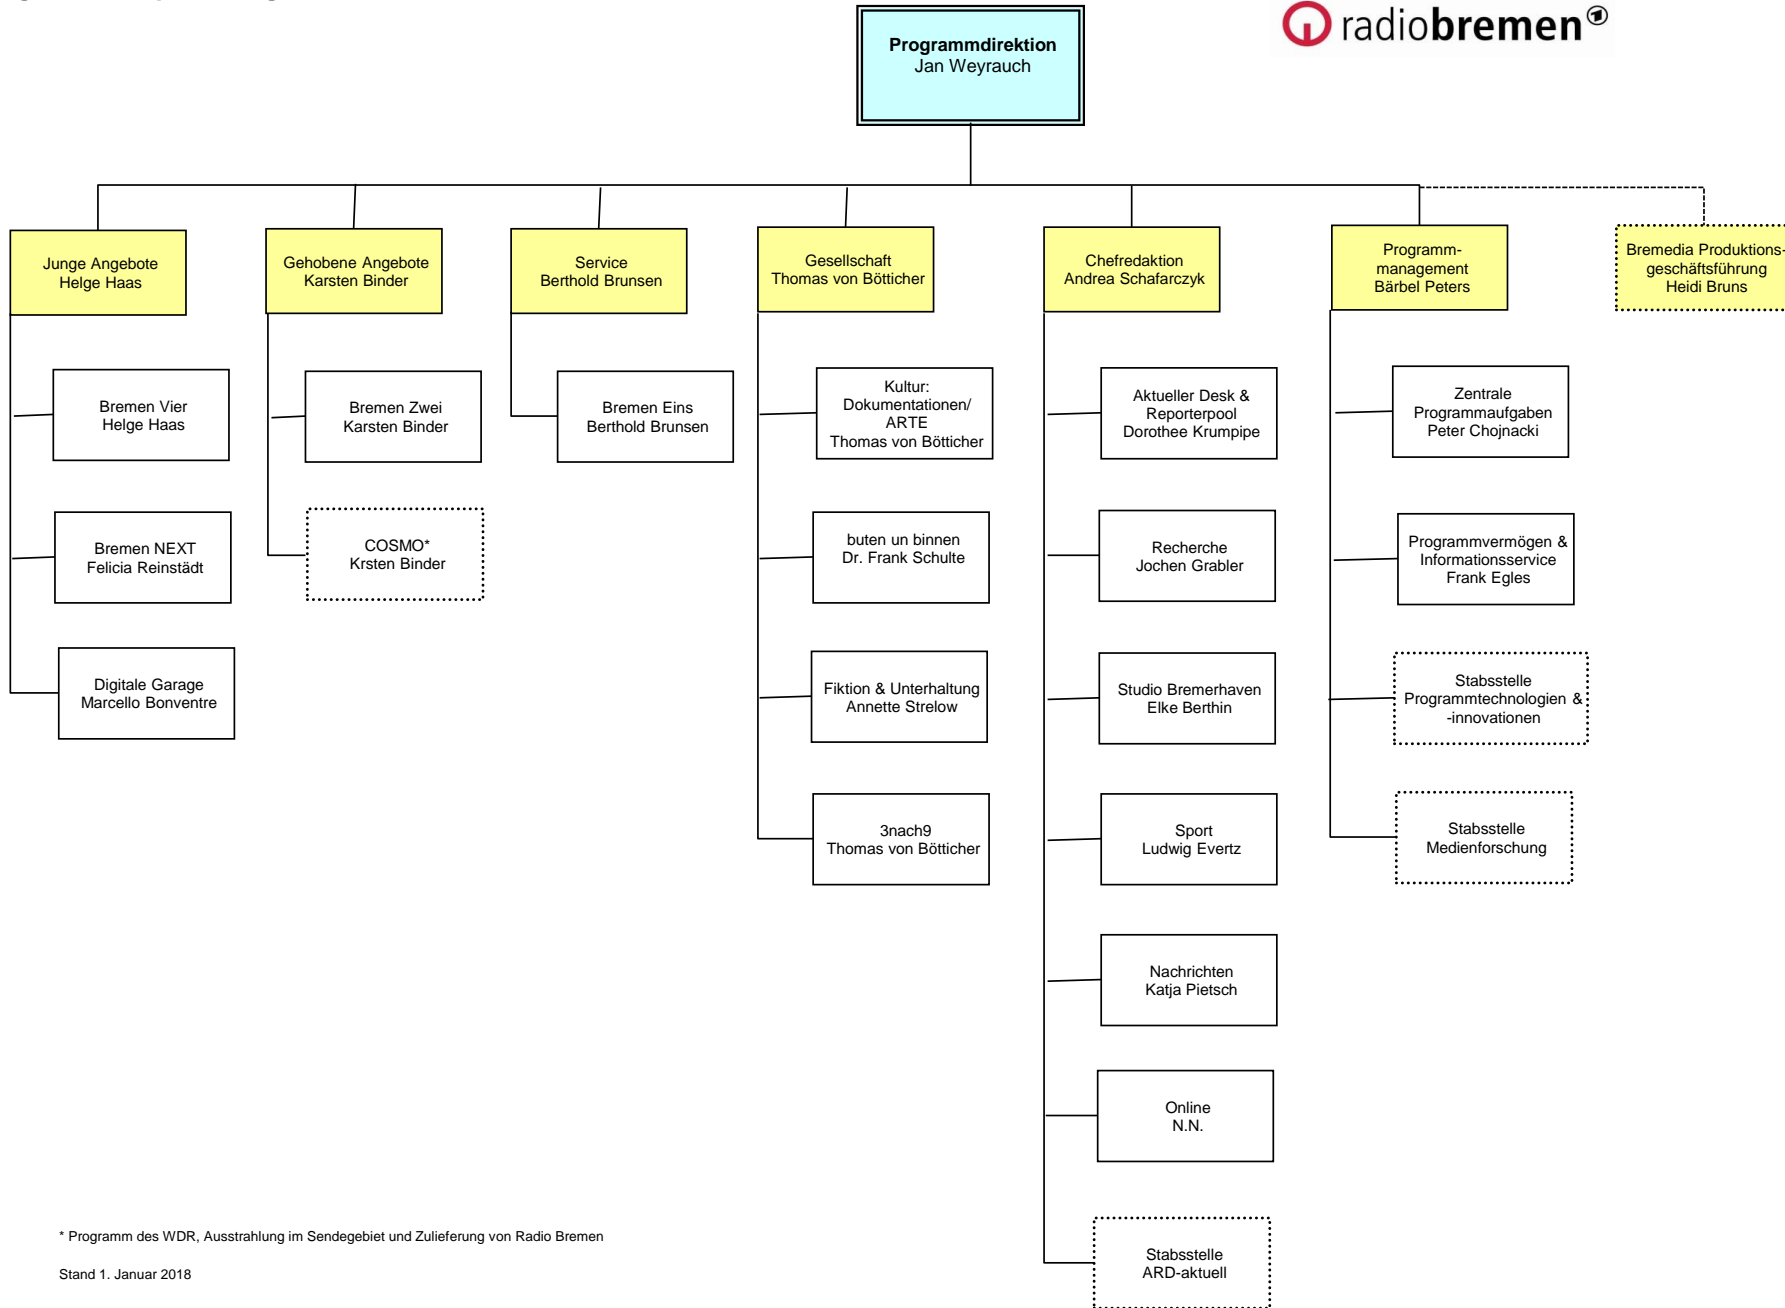 radiobremen
Programmdirektion
Jan Weyrauch
Junge Angebote
Helge Haas
Gehobene Angebote
Karsten Binder
Service
Berthold Brunsen
Gesellschaft
Thomas von Bötticher
Chefredaktion
Andrea Schafarczyk
Programm-
management
Bärbel Peters
Bremedia Produktions-
geschäftsführung
Heidi Bruns
Bremen Vier
Helge Haas
Bremen NEXT
Felicia Reinstädt
Digitale Garage
Marcello Bonventre
Bremen Zwei
Karsten Binder
COSMO*
Krsten Binder
Bremen Eins
Berthold Brunsen
Kultur:
Dokumentationen/
ARTE
Thomas von Bötticher
buten un binnen
Dr. Frank Schulte
Fiktion & Unterhaltung
Annette Strelow
3nach9
Thomas von Bötticher
Aktueller Desk &
Reporterpool
Dorothee Krumpipe
Recherche
Jochen Grabler
Studio Bremerhaven
Elke Berthin
Sport
Ludwig Evertz
Nachrichten
Katja Pietsch
Online
N.N.
Stabsstelle
ARD-aktuell
Zentrale
Programmaufgaben
Peter Chojnacki
Programmvermögen &
Informationsservice
Frank Egles
Stabsstelle
Programmtechnologien &
-innovationen
Stabsstelle
Medienforschung
* Programm des WDR, Ausstrahlung im Sendegebiet und Zulieferung von Radio Bremen
Stand 1. Januar 2018